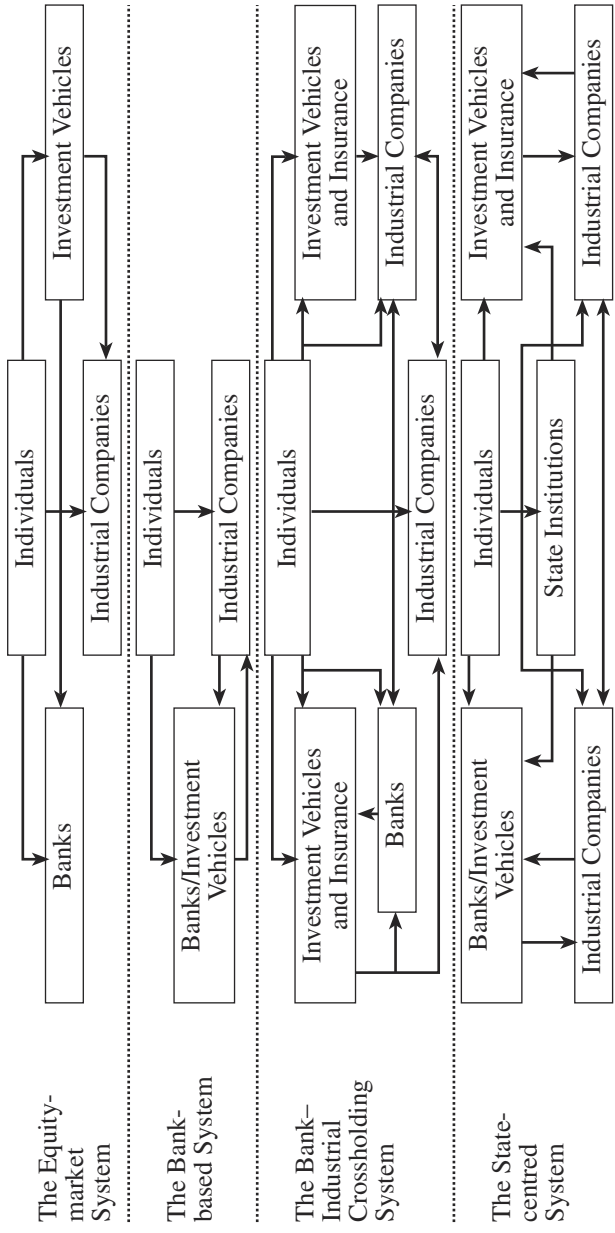 The Equity-
market
System
Individuals
Banks
Investment Vehicles
Industrial Companies
The Bank-
based System
Individuals
Banks/Investment
Vehicles
Industrial Companies
The Bank–
Industrial
Crossholding
System
Individuals
Investment Vehicles
and Insurance
Investment Vehicles
and Insurance
Banks
Industrial Companies
Industrial Companies
The State-
centred
System
Banks/Investment
Vehicles
Individuals
Investment Vehicles
and Insurance
State Institutions
Industrial Companies
Industrial Companies